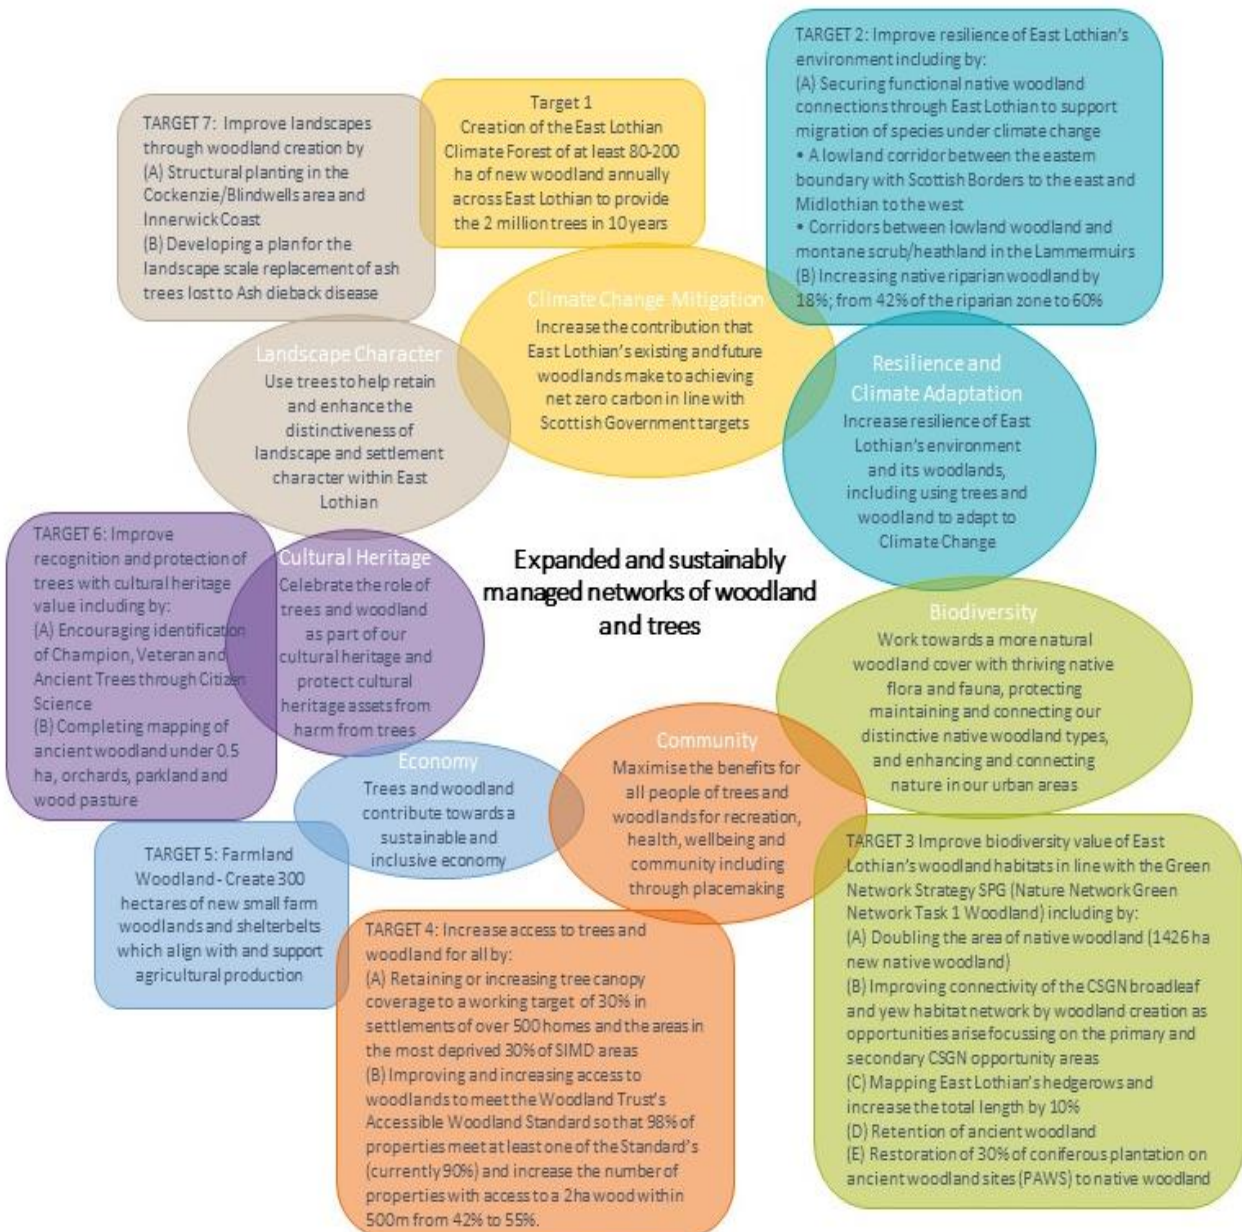 TARGET 7: Improve landscapes
through woodland creation by
(A) Structural planting in the
Cockenzie/Blindwells area and
Innerwick Coast
(B) Developing a plan for the
landscape scale replacement of ash
trees lost to Ash dieback disease
Target 1
Creation of the East Lothian
Climate Forest of at least 80-200
ha of new woodland annually
across East Lothian to provide
the 2 million trees in 10 years
TARGET 2: Improve resilience of East Lothian's
environment including by:
(A) Securing functional native woodland
connections through East Lothian to support
migration of species under climate change
• A lowland corridor between the eastern
boundary with Scottish Borders to the east and
Midlothian to the west
• Corridors between lowland woodland and
montane scrub/heathland in the Lammermuirs
(B) Increasing native riparian woodland by
18%; from 42% of the riparian zone to 60%
Landscape Character
Use trees to help retain
and enhance the
distinctiveness of
landscape and settlement
character within East
Lothian
Climate Change Mitigation
Increase the contribution that
East Lothian's existing and future
woodlands make to achieving
net zero carbon in line with
Scottish Government targets
Resilience and
Climate Adaptation
Increase resilience of East
Lothian's environment
and its woodlands,
including using trees and
woodland to adapt to
Climate Change
TARGET 6: Improve
recognition and protection of
trees with cultural heritage
value including by:
(A) Encouraging identification
of Champion, Veteran and
Ancient Trees through Citizen
Science
(B) Completing mapping of
ancient woodland under 0.5
ha, orchards, parkland and
wood pasture
Cultural Heritage
Celebrate the role of
trees and woodland
as part of our
cultural heritage and
protect cultural
heritage assets from
harm from trees
Expanded and sustainably
managed networks of woodland
and trees
Biodiversity
Work towards a more natural
woodland cover with thriving native
flora and fauna, protecting
maintaining and connecting our
distinctive native woodland types,
and enhancing and connecting
nature in our urban areas
Economy
Trees and woodland
contribute towards a
sustainable and
inclusive economy
Community
Maximise the benefits for
all people of trees and
woodlands for recreation,
health, wellbeing and
community including
through placemaking
TARGET 5: Farmland
Woodland - Create 300
hectares of new small farm
woodlands and shelterbelts
which align with and support
agricultural production
TARGET 4: Increase access to trees and
woodland for all by:
(A) Retaining or increasing tree canopy
coverage to a working target of 30% in
settlements of over 500 homes and the areas in
the most deprived 30% of SIMD areas
(B) Improving and increasing access to
woodlands to meet the Woodland Trust's
Accessible Woodland Standard so that 98% of
properties meet at least one of the Standard's
(currently 90%) and increase the number of
properties with access to a 2ha wood within
500m from 42% to 55%.
TARGET 3 Improve biodiversity value of East
Lothian's woodland habitats in line with the Green
Network Strategy SPG (Nature Network Green
Network Task 1 Woodland) including by:
(A) Doubling the area of native woodland (1426 ha
new native woodland)
(B) Improving connectivity of the CSGN broadleaf
and yew habitat network by woodland creation as
opportunities arise focussing on the primary and
secondary CSGN opportunity areas
(C) Mapping East Lothian's hedgerows and
increase the total length by 10%
(D) Retention of ancient woodland
(E) Restoration of 30% of coniferous plantation on
ancient woodland sites (PAWS) to native woodland